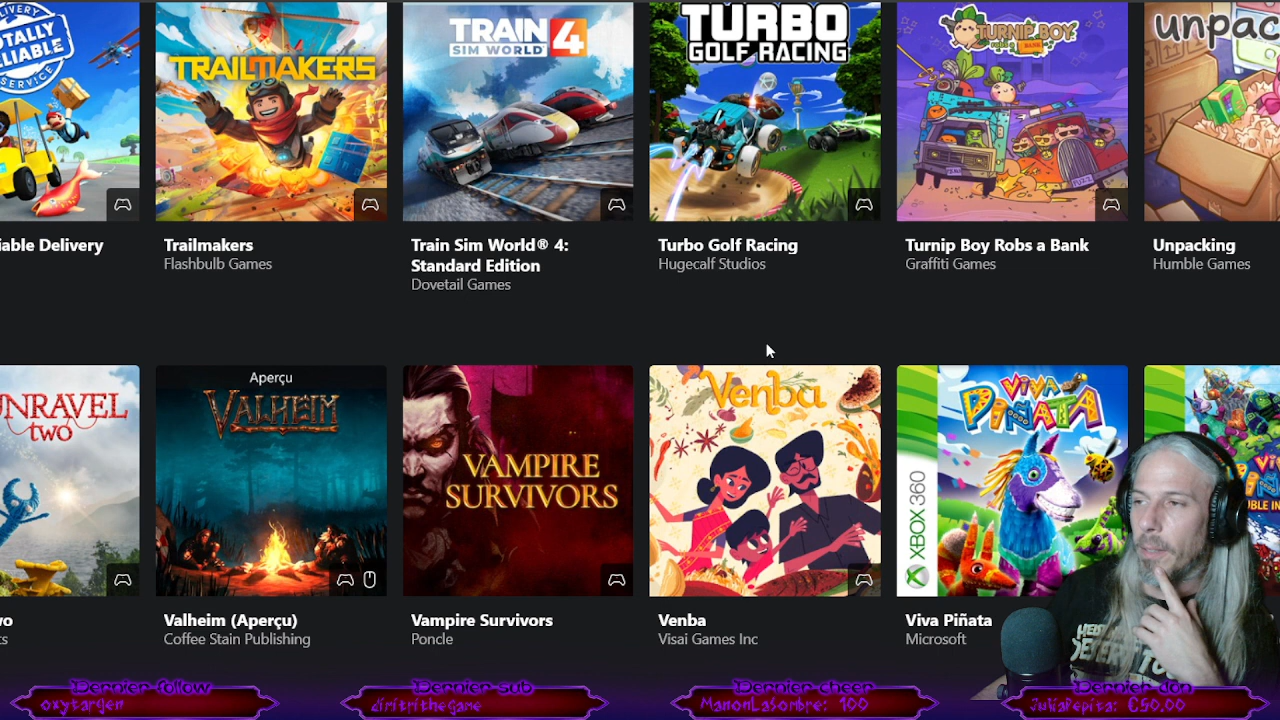 TOTALLY
RELIABLE
SERVICE
TRAILMAKERS
TRAIN
SIM WORLD 4
TURBO
GOLF RACING
TURNIP BOY
robs a
BANK
unpac
iable Delivery
Trailmakers
Flashbulb Games
Train Sim World® 4:
Standard Edition
Dovetail Games
Turbo Golf Racing
Hugecalf Studios
Turnip Boy Robs a Bank
Graffiti Games
Unpacking
Humble Games
UNRAVEL
TWO
Aperçu
VALHEIM
VAMPIRE
SURVIVORS
Venba
XBOX 360
VIVA
PIÑATA
wo
ts
Valheim (Aperçu)
Coffee Stain Publishing
Vampire Survivors
Poncle
Venba
Visai Games Inc
Viva Piñata
Microsoft
Dernier follow
oxytargen
Dernier sub
dimitrithegame
Dernier cheer
ManonLaSombre: 100
Dernier don
JuliaPepita: €50,00